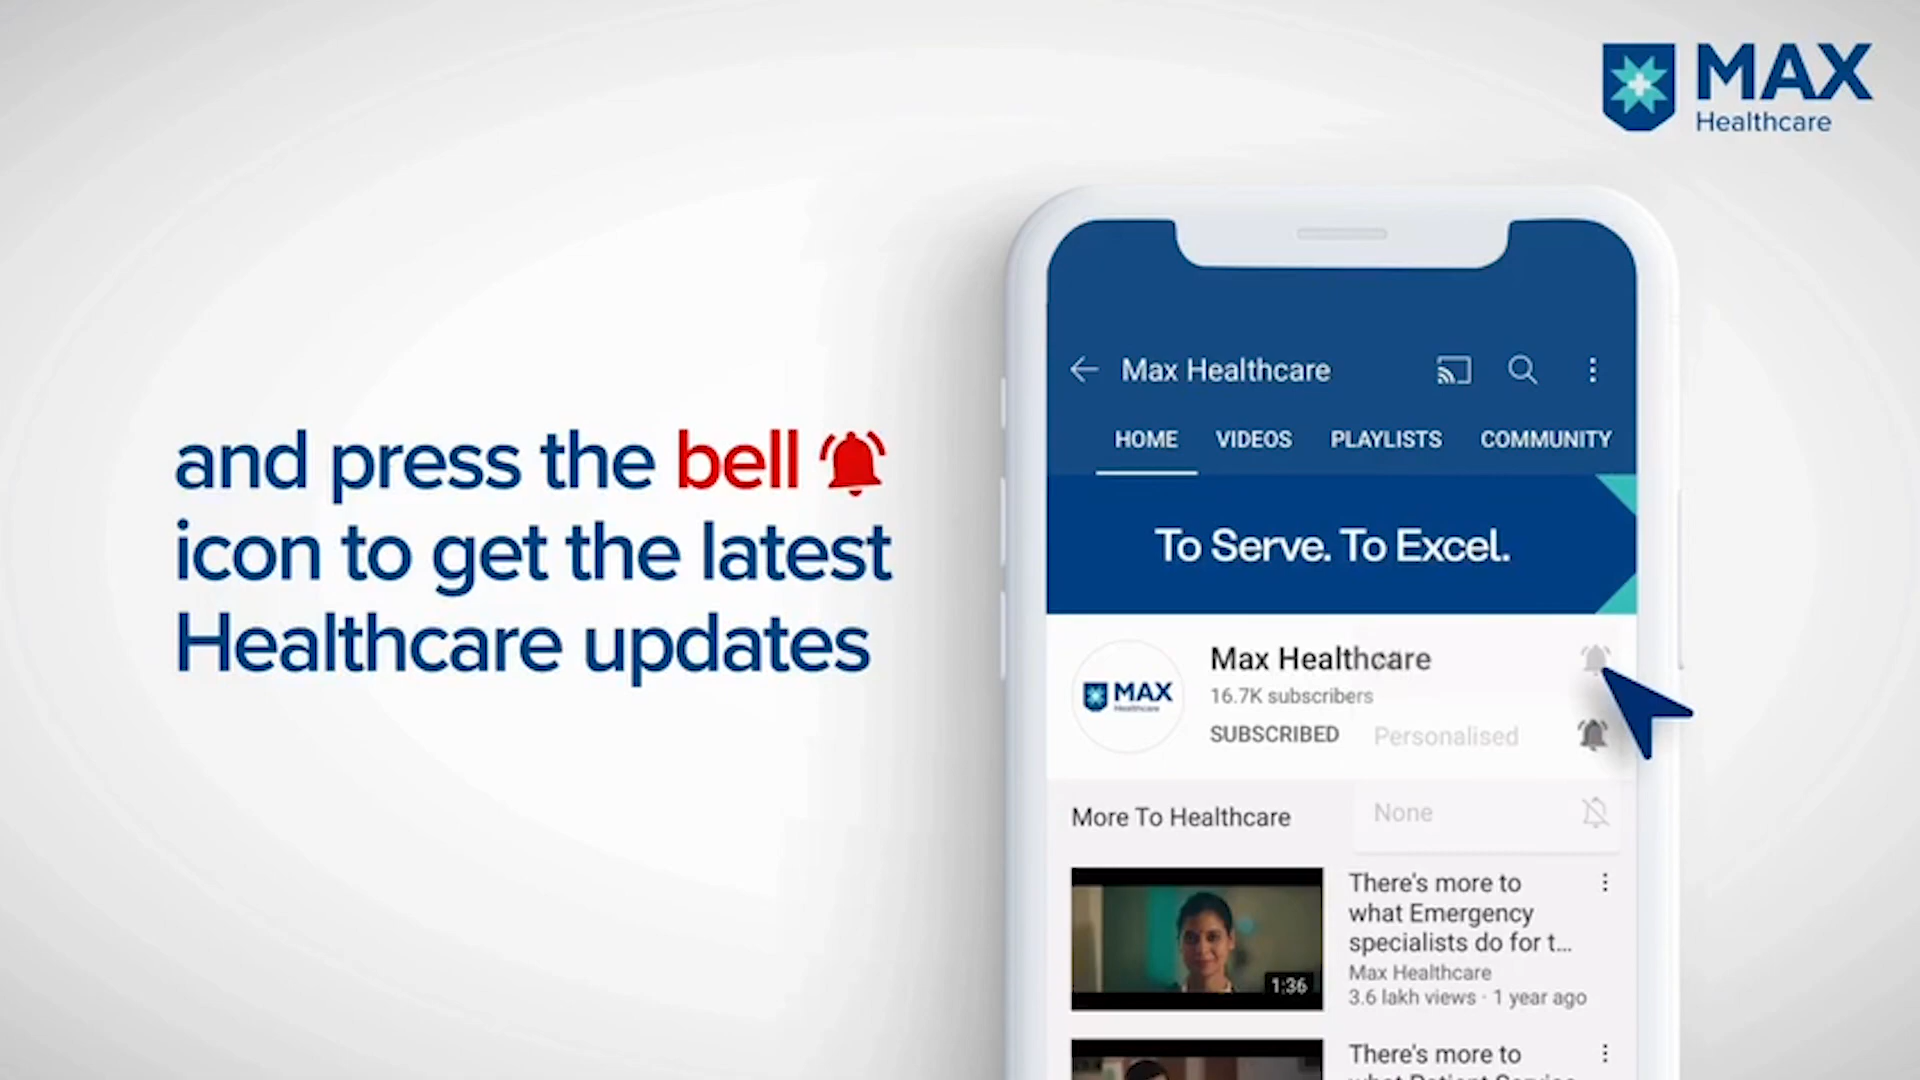 MAX
Healthcare
and press the bell
icon to get the latest
Healthcare updates
Max Healthcare
HOME VIDEOS PLAYLISTS COMMUNITY
To Serve. To Excel.
MAX
Healthcare
Max Healthcare
16.7K subscribers
SUBSCRIBED
Personalised
None
More To Healthcare
1:36
There's more to
what Emergency
specialists do for t...
Max Healthcare
3.6 lakh views · 1 year ago
There's more to